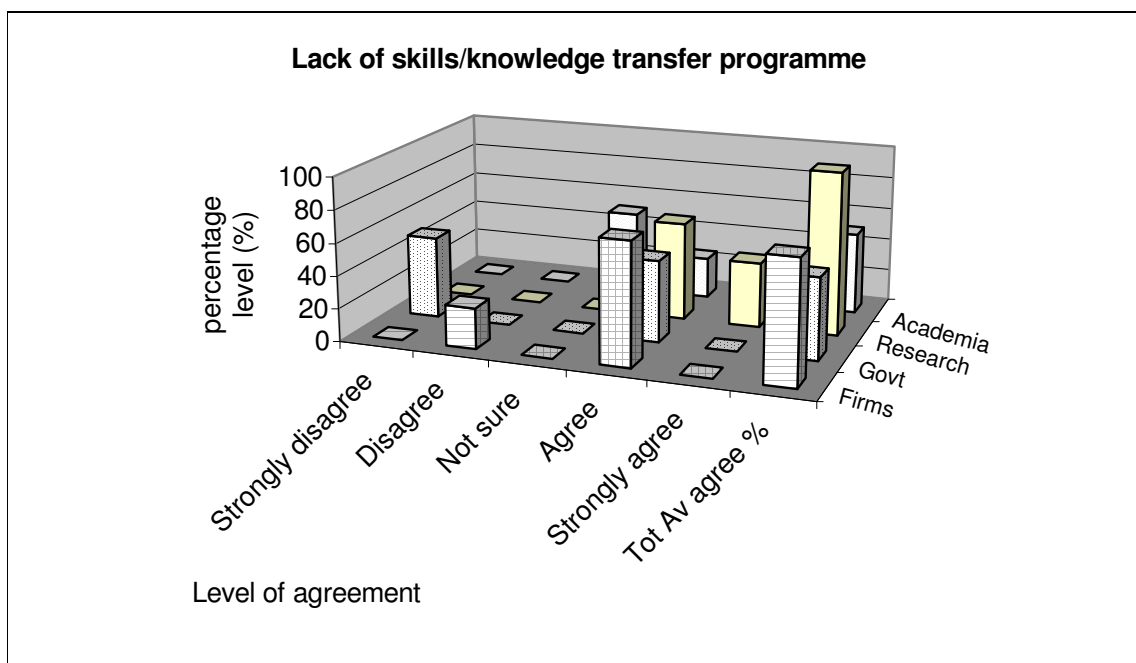 Lack of skills/knowledge transfer programme
percentage
level (%)
100
80
60
40
20
0
Strongly disagree
Disagree
Not sure
Agree
Strongly agree
Tot Av agree %
Academia
Research
Govt
Firms
Level of agreement